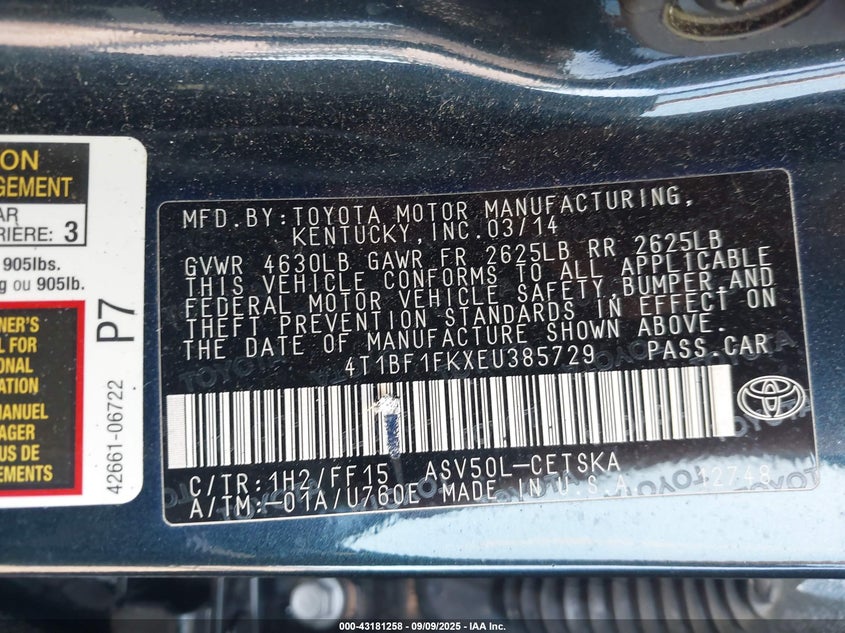 ON
GEMENT
AR
RIÈRE: 3
905lbs.
g ou 905lb.
NER'S
L FOR
ONAL
ATION
MANUEL
AGER
US DE
EMENTS
P7
42661-06722
MFD.BY:TOYOTA MOTOR MANUFACTURING,
KENTUCKY,INC.03/14
GVWR 4630LB GAWR FR 2625LB RR 2625LB
THIS VEHICLE CONFORMS TO ALL APPLICABLE
FEDERAL MOTOR VEHICLE SAFETY,BUMPER,AND
THEFT PREVENTION STANDARDS IN EFFECT ON
THE DATE OF MANUFACTURE SHOWN ABOVE.
4T1BF1FKXEU385729 PASS.CAR
TOYOTA
C/TR:1H2/FF15 ASV50L-CETSKA
A/TM:-01A/U760E MADE IN U.S.A 12748
000-43181258 - 09/09/2025 - IAA Inc.